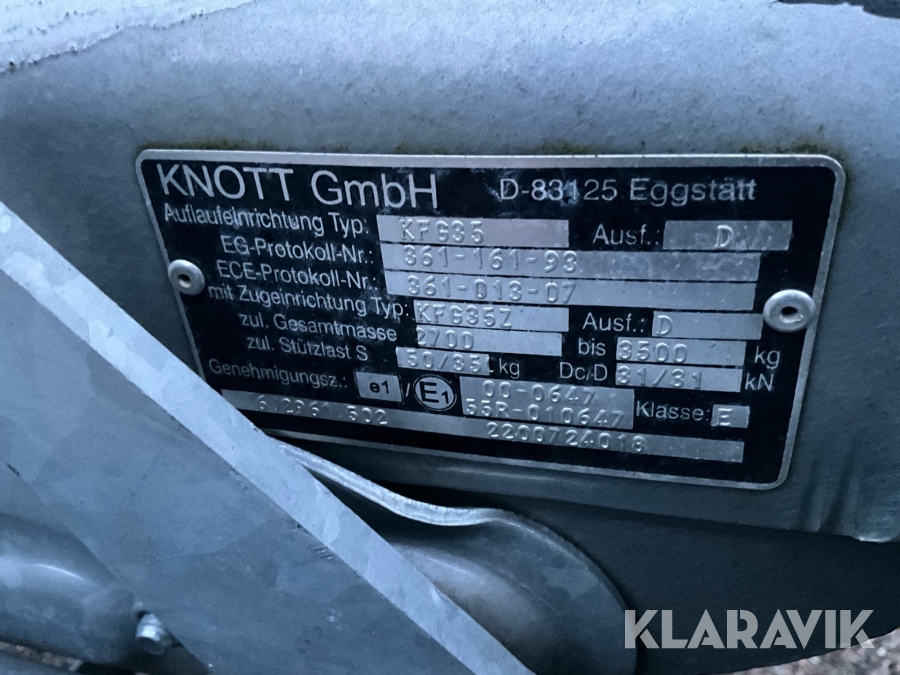 KNOTT GmbH D-83125 Eggstätt
Auflaufeinrichtung Typ: KFG35 Ausf.: D
EG-Protokoll-Nr.: 361-161-93
ECE-Protokoll-Nr.: 361-013-07
mit Zugeinrichtung Typ: KFG35Z Ausf.: D
zul. Gesamtmasse 2700 bis 3500 kg
zul. Stützlast S kg Dc/D 31/31 kN
Genehmigungsz.: e1 / E1 00-0647
55R-010647 Klasse: E
2200724018
KLARAVIK